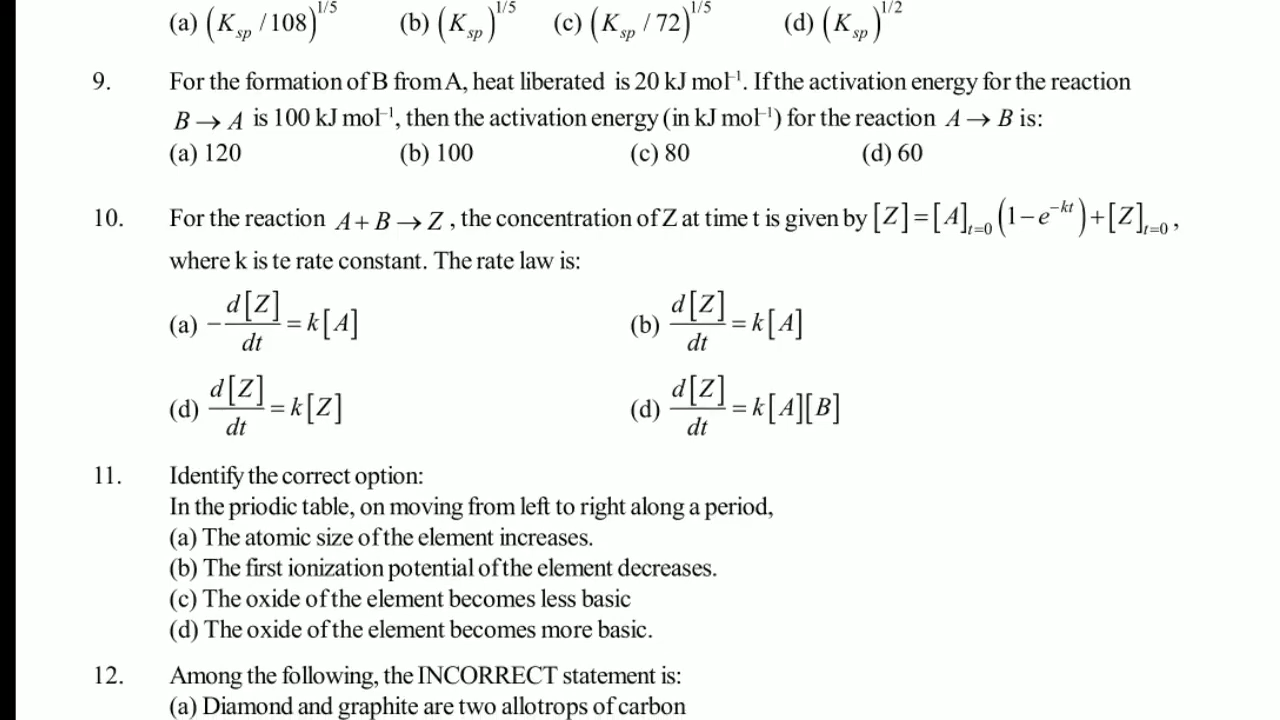 (a) (K_sp / 108)^1/5 (b) (K_sp)^1/5 (c) (K_sp / 72)^1/5 (d) (K_sp)^1/2
9. For the formation of B from A, heat liberated is 20 kJ mol⁻¹. If the activation energy for the reaction
B → A is 100 kJ mol⁻¹, then the activation energy (in kJ mol⁻¹) for the reaction A → B is:
(a) 120 (b) 100 (c) 80 (d) 60
10. For the reaction A + B → Z, the concentration of Z at time t is given by [Z] = [A]_t=0 (1 − e^−kt) + [Z]_t=0,
where k is te rate constant. The rate law is:
(a) − d[Z]/dt = k[A] (b) d[Z]/dt = k[A]
(d) d[Z]/dt = k[Z] (d) d[Z]/dt = k[A][B]
11. Identify the correct option:
In the priodic table, on moving from left to right along a period,
(a) The atomic size of the element increases.
(b) The first ionization potential of the element decreases.
(c) The oxide of the element becomes less basic
(d) The oxide of the element becomes more basic.
12. Among the following, the INCORRECT statement is:
(a) Diamond and graphite are two allotrops of carbon